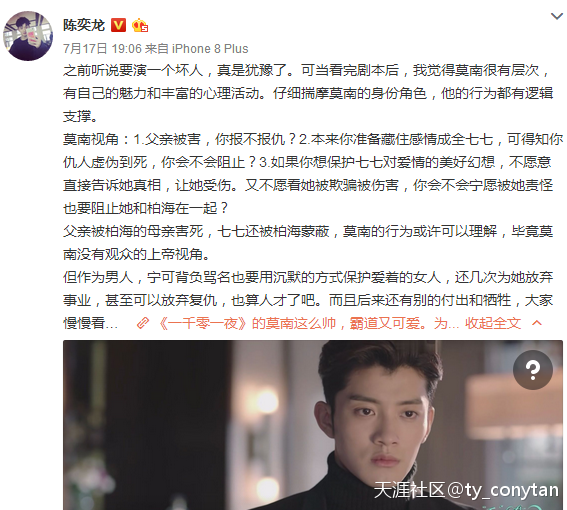 陈奕龙
7月17日 19:06 来自 iPhone 8 Plus
之前听说要演一个坏人，真是犹豫了。可当看完剧本后，我觉得莫南很有层次，
有自己的魅力和丰富的心理活动。仔细揣摩莫南的身份角色，他的行为都有逻辑
支撑。
莫南视角：1.父亲被害，你报不报仇？2.本来你准备藏住感情成全七七，可得知你
仇人虚伪到死，你会不会阻止？3.如果你想保护七七对爱情的美好幻想，不愿意
直接告诉她真相，让她受伤。又不愿看她被欺骗被伤害，你会不会宁愿被她责怪
也要阻止她和柏海在一起？
父亲被柏海的母亲害死，七七还被柏海蒙蔽，莫南的行为或许可以理解，毕竟莫
南没有观众的上帝视角。
但作为男人，宁可背负骂名也要用沉默的方式保护爱着的女人，还几次为她放弃
事业，甚至可以放弃复仇，也算人才了吧。而且后来还有别的付出和牺牲，大家
慢慢看... 《一千零一夜》的莫南这么帅，霸道又可爱。为... 收起全文
?
天涯社区@ty_conytan